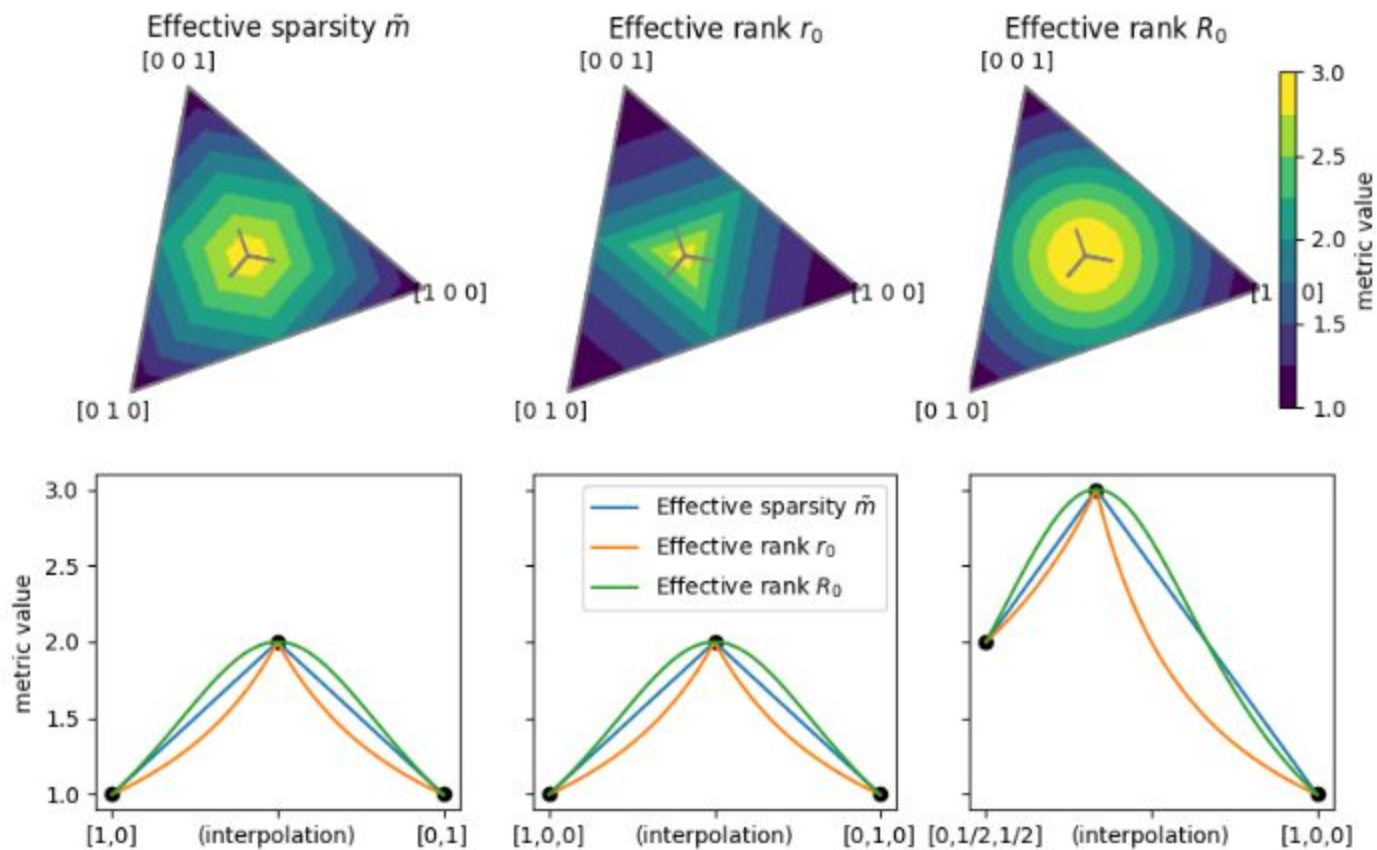 Effective sparsity m̃
Effective rank r₀
Effective rank R₀
[0 0 1]
[0 0 1]
[0 0 1]
[1 0 0]
[1 0 0]
[1 0]
[0 1 0]
[0 1 0]
[0 1 0]
3.0
2.5
2.0
1.5
1.0
metric value
3.0
2.5
2.0
1.5
1.0
metric value
[1,0]
(interpolation)
[0,1]
Effective sparsity m̃
Effective rank r₀
Effective rank R₀
[1,0,0]
(interpolation)
[0,1,0]
[0,1/2,1/2]
(interpolation)
[1,0,0]